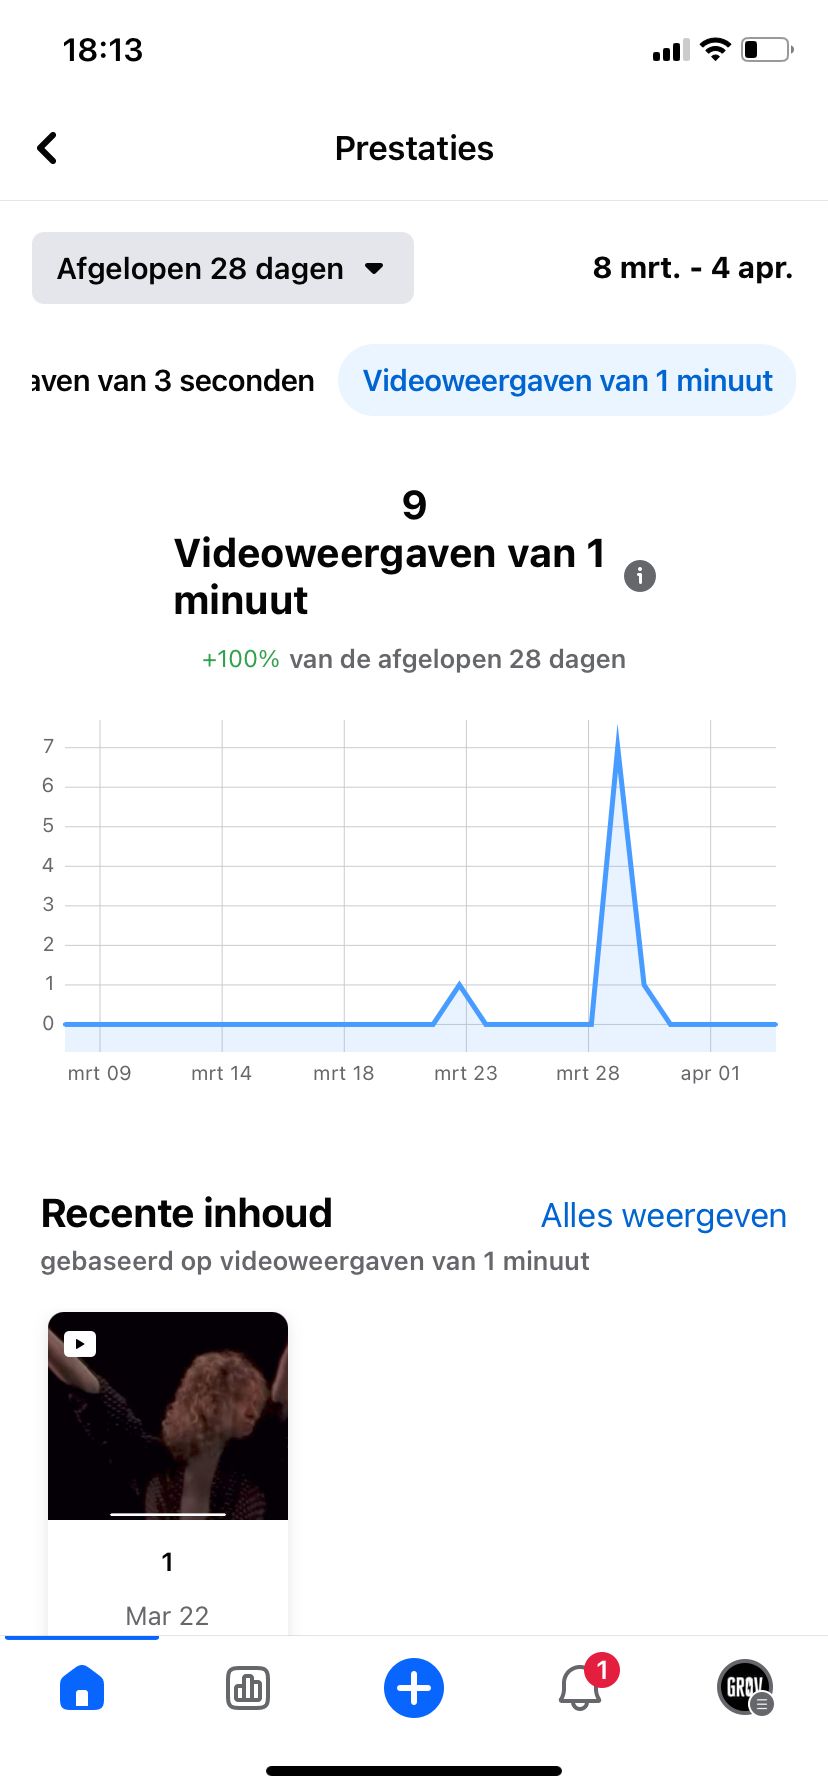 18:13
Prestaties
Afgelopen 28 dagen
8 mrt. - 4 apr.
aven van 3 seconden
Videoweergaven van 1 minuut
9
Videoweergaven van 1
minuut
+100% van de afgelopen 28 dagen
7
6
5
4
3
2
1
0
mrt 09 mrt 14 mrt 18 mrt 23 mrt 28 apr 01
Recente inhoud
Alles weergeven
gebaseerd op videoweergaven van 1 minuut
1
Mar 22
1
GRØV